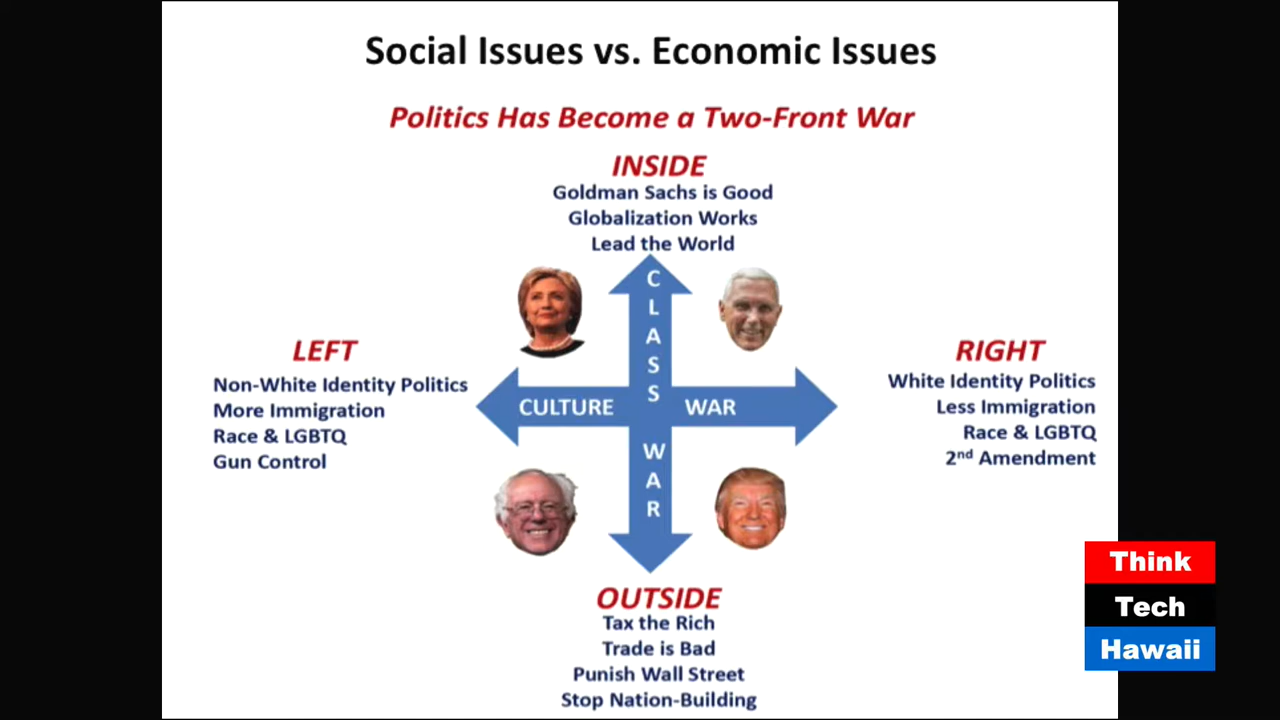 Social Issues vs. Economic Issues
Politics Has Become a Two-Front War
INSIDE
Goldman Sachs is Good
Globalization Works
Lead the World
LEFT
Non-White Identity Politics
More Immigration
Race & LGBTQ
Gun Control
CLASS WAR
CULTURE WAR
RIGHT
White Identity Politics
Less Immigration
Race & LGBTQ
2nd Amendment
OUTSIDE
Tax the Rich
Trade is Bad
Punish Wall Street
Stop Nation-Building
Think
Tech
Hawaii